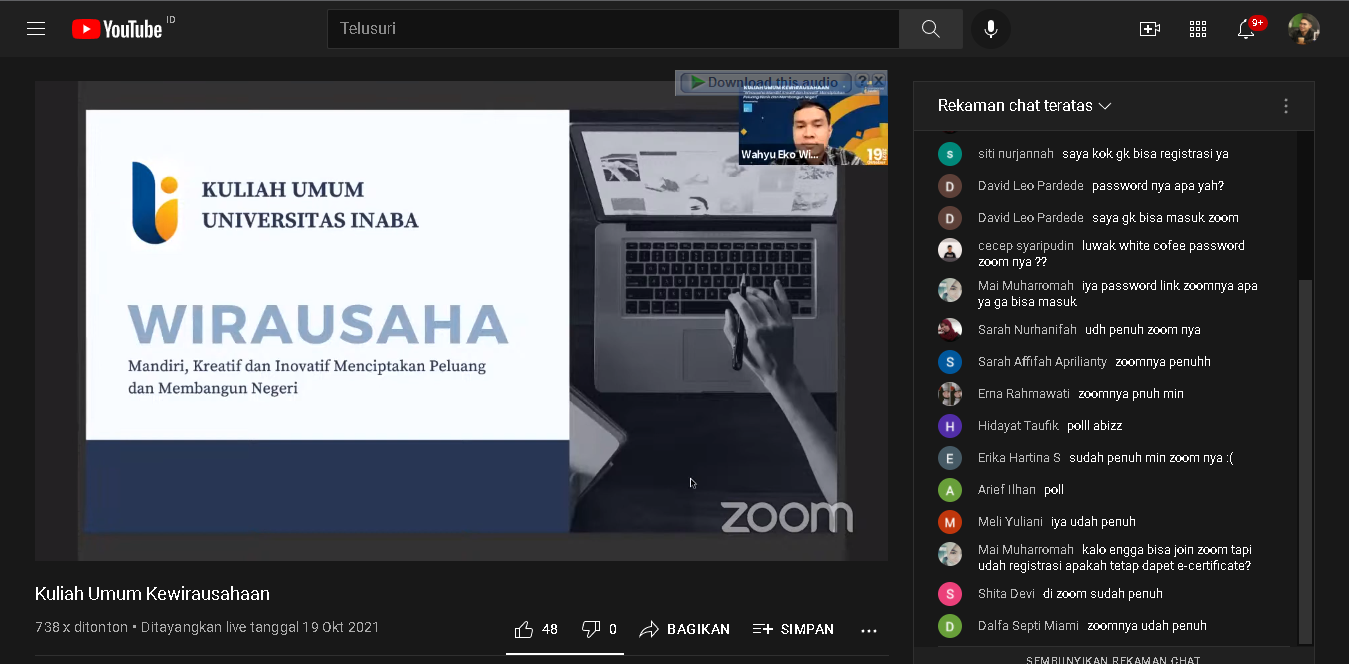 YouTube ID
Telusuri
9+
Download this audio ? X
KULIAH UMUM KEWIRAUSAHAAN
Wahyu Eko Wi...
19
KULIAH UMUM
UNIVERSITAS INABA
WIRAUSAHA
Mandiri, Kreatif dan Inovatif Menciptakan Peluang
dan Membangun Negeri
zoom
Kuliah Umum Kewirausahaan
738 x ditonton • Ditayangkan live tanggal 19 Okt 2021
48 0 BAGIKAN SIMPAN ...
Rekaman chat teratas
s siti nurjannah saya kok gk bisa registrasi ya
D David Leo Pardede password nya apa yah?
D David Leo Pardede saya gk bisa masuk zoom
cecep syaripudin luwak white cofee password
zoom nya ??
Mai Muharromah iya password link zoomnya apa
ya ga bisa masuk
Sarah Nurhanifah udh penuh zoom nya
S Sarah Affifah Aprilianty zoomnya penuhh
Erna Rahmawati zoomnya pnuh min
H Hidayat Taufik polll abizz
E Erika Hartina S sudah penuh min zoom nya :(
A Arief Ilhan poll
M Meli Yuliani iya udah penuh
Mai Muharromah kalo engga bisa join zoom tapi
udah registrasi apakah tetap dapet e-certificate?
S Shita Devi di zoom sudah penuh
D Dalfa Septi Miami zoomnya udah penuh
SEMBUNYIKAN REKAMAN CHAT